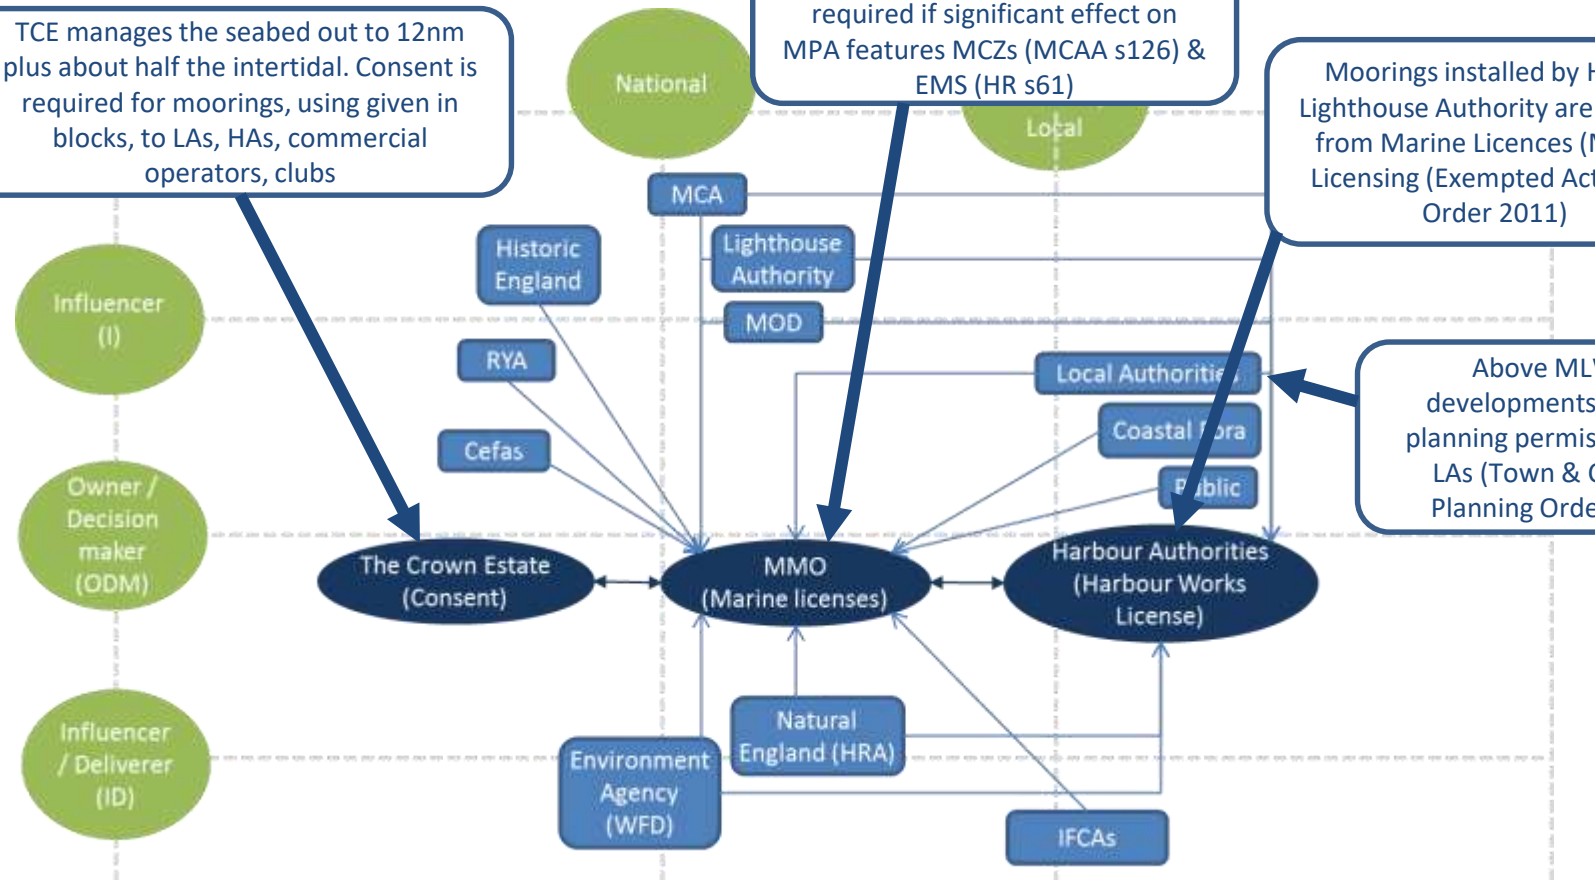 TCE manages the seabed out to 12nm
plus about half the intertidal. Consent is
required for moorings, using given in
blocks, to LAs, HAs, commercial
operators, clubs
National
required if significant effect on
MPA features MCZs (MCAA s126) &
EMS (HR s61)
Local
Moorings installed by
Lighthouse Authority are
from Marine Licences
Licensing (Exempted
Order 2011)
MCA
Historic
England
Lighthouse
Authority
MOD
Influencer
(I)
RYA
Local Authorities
Above
developments
planning
LAs (Town &
Planning
Coastal Fora
Cefas
Public
Owner /
Decision
maker
(ODM)
The Crown Estate
(Consent)
MMO
(Marine licenses)
Harbour Authorities
(Harbour Works
License)
Influencer
/ Deliverer
(ID)
Natural
England (HRA)
Environment
Agency
(WFD)
IFCAs